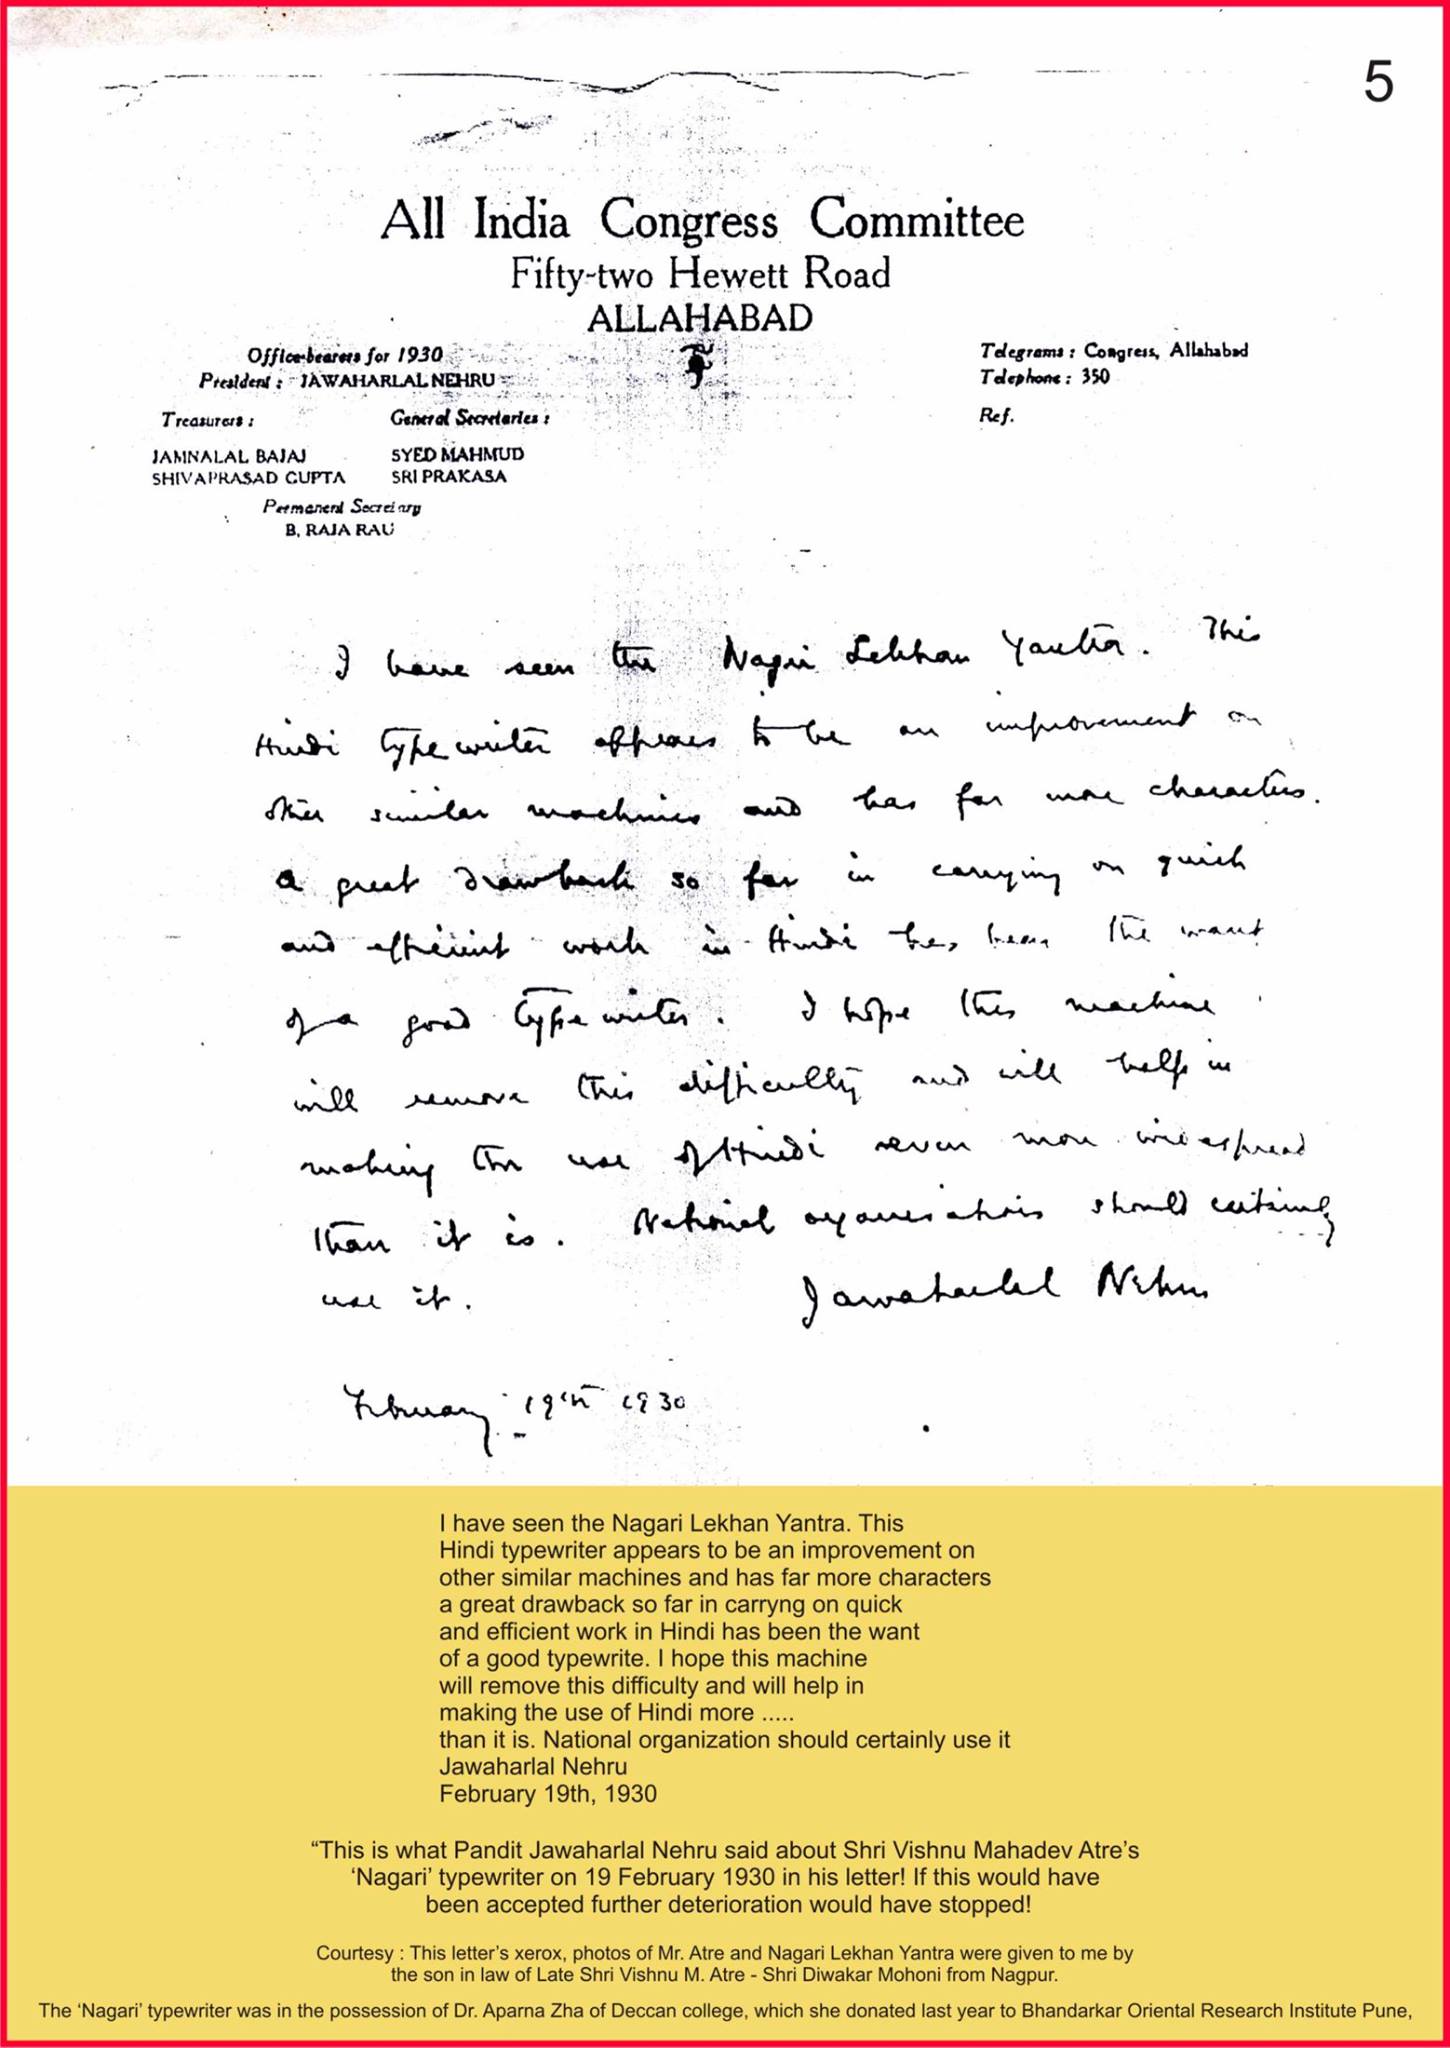 5
All India Congress Committee
Fifty-two Hewett Road
ALLAHABAD
Office-bearers for 1930
President : JAWAHARLAL NEHRU
Telegrams : Congress, Allahabad
Telephone : 350
Ref.
Treasurers : General Secretaries :
JAMNALAL BAJAJ SYED MAHMUD
SHIVAPRASAD GUPTA SRI PRAKASA
Permanent Secretary
B. RAJA RAU
I have seen the Nagri Lekhan Yantra. This
Hindi typewriter appears to be an improvement on
other similar machines and has far more characters.
A great drawback so far in carrying on quick
and efficient work in Hindi has been the want
of a good typewriter. I hope this machine
will remove this difficulty and will help in
making the use of Hindi even more widespread
than it is. National organisations should certainly
use it. Jawaharlal Nehru
February 19th 1930
I have seen the Nagari Lekhan Yantra. This
Hindi typewriter appears to be an improvement on
other similar machines and has far more characters
a great drawback so far in carryng on quick
and efficient work in Hindi has been the want
of a good typewrite. I hope this machine
will remove this difficulty and will help in
making the use of Hindi more .....
than it is. National organization should certainly use it
Jawaharlal Nehru
February 19th, 1930
“This is what Pandit Jawaharlal Nehru said about Shri Vishnu Mahadev Atre’s
‘Nagari’ typewriter on 19 February 1930 in his letter! If this would have
been accepted further deterioration would have stopped!
Courtesy : This letter’s xerox, photos of Mr. Atre and Nagari Lekhan Yantra were given to me by
the son in law of Late Shri Vishnu M. Atre - Shri Diwakar Mohoni from Nagpur.
The ‘Nagari’ typewriter was in the possession of Dr. Aparna Zha of Deccan college, which she donated last year to Bhandarkar Oriental Research Institute Pune,